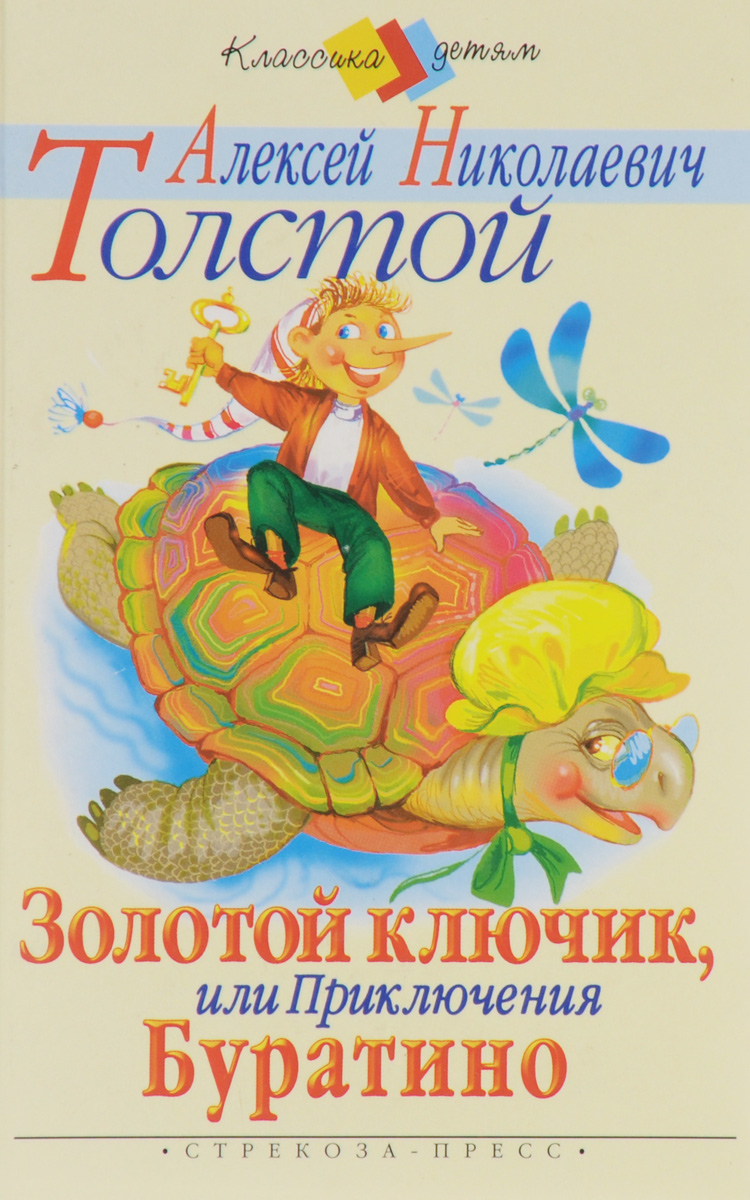 Классика детям
Алексей Николаевич
Толстой
Золотой ключик,
или Приключения
Буратино
• СТРЕКОЗА-ПРЕСС •